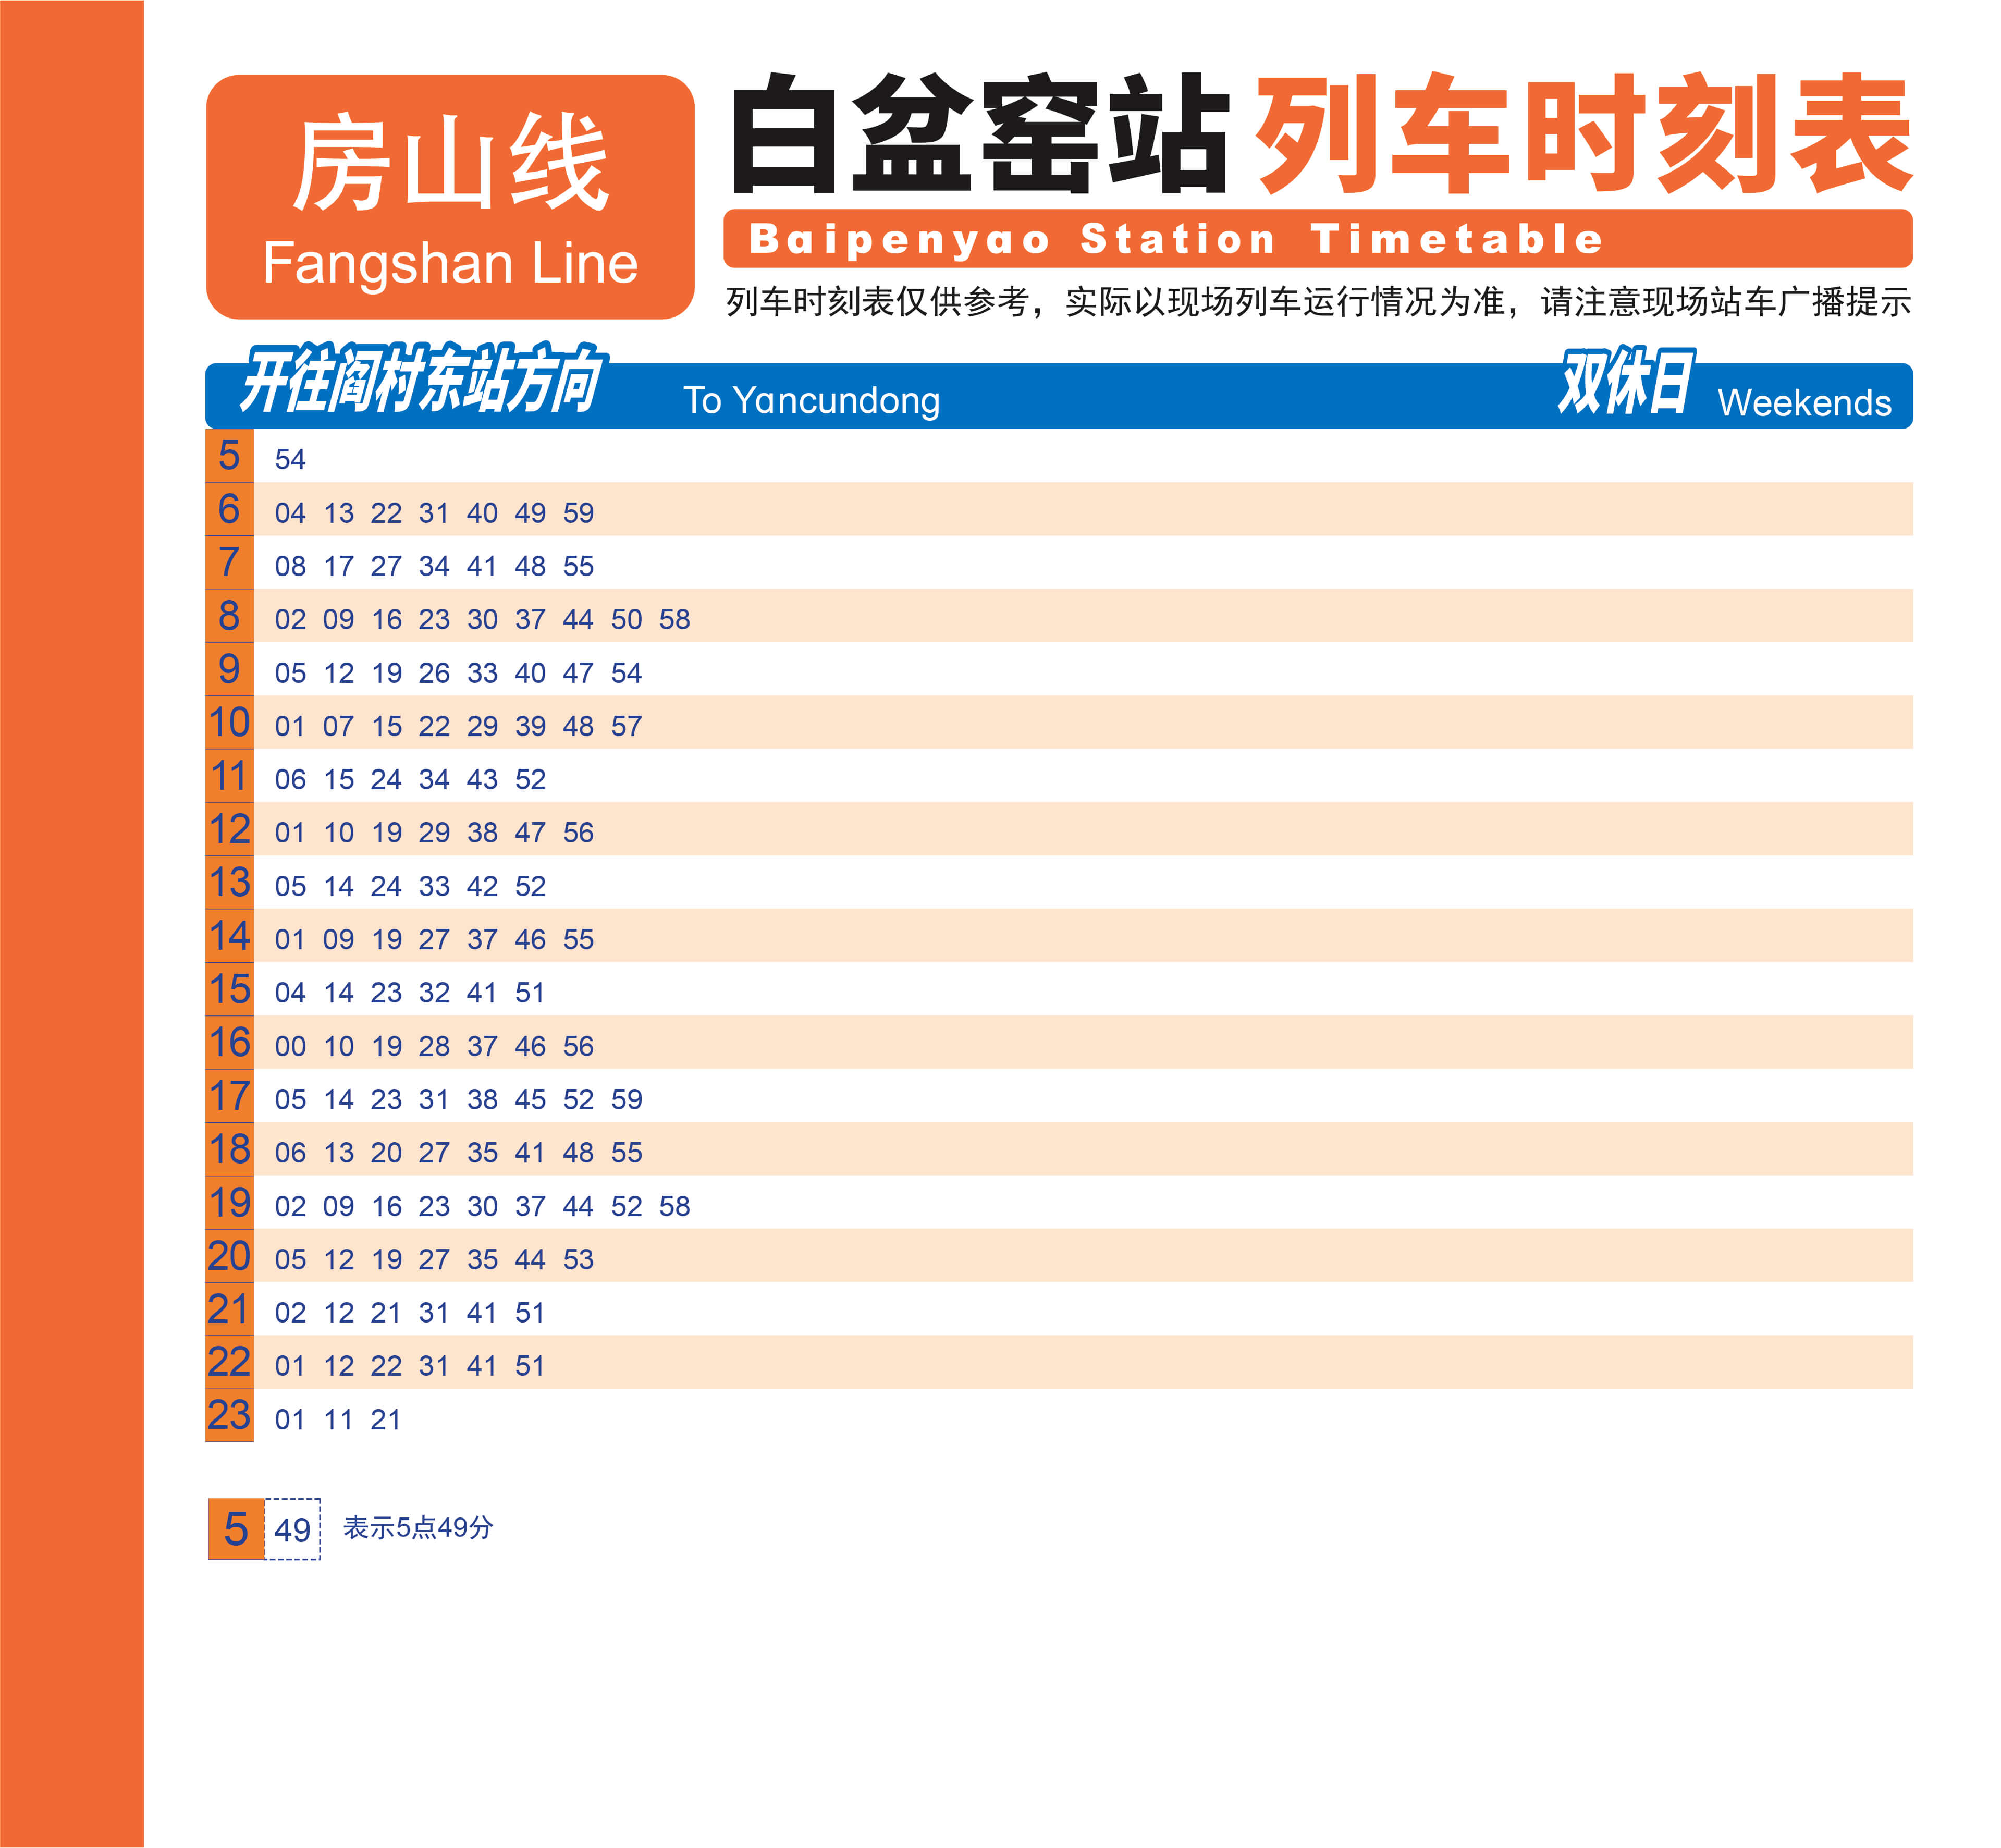 房山线
Fangshan Line
白盆窑站 列车时刻表
Baipenyao Station Timetable
列车时刻表仅供参考，实际以现场列车运行情况为准，请注意现场站车广播提示
开往阎村东站方向 To Yancundong 双休日 Weekends
5 54
6 04 13 22 31 40 49 59
7 08 17 27 34 41 48 55
8 02 09 16 23 30 37 44 50 58
9 05 12 19 26 33 40 47 54
10 01 07 15 22 29 39 48 57
11 06 15 24 34 43 52
12 01 10 19 29 38 47 56
13 05 14 24 33 42 52
14 01 09 19 27 37 46 55
15 04 14 23 32 41 51
16 00 10 19 28 37 46 56
17 05 14 23 31 38 45 52 59
18 06 13 20 27 35 41 48 55
19 02 09 16 23 30 37 44 52 58
20 05 12 19 27 35 44 53
21 02 12 21 31 41 51
22 01 12 22 31 41 51
23 01 11 21
5 49 表示5点49分